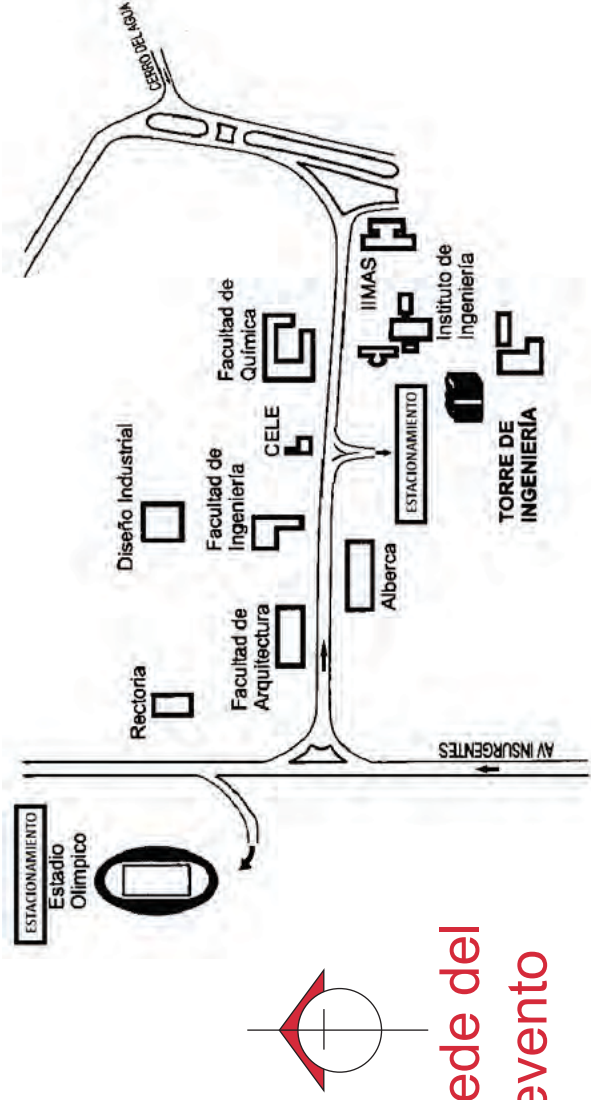 CERRO DEL AGUA
ESTACIONAMIENTO
Estadio
Olímpico
Rectoría
Diseño Industrial
Facultad de
Arquitectura
Facultad de
Ingeniería
CELE
Facultad de
Química
IIMAS
Instituto de
Ingeniería
ESTACIONAMIENTO
Alberca
TORRE DE
INGENIERÍA
AV INSURGENTES
ede del
evento